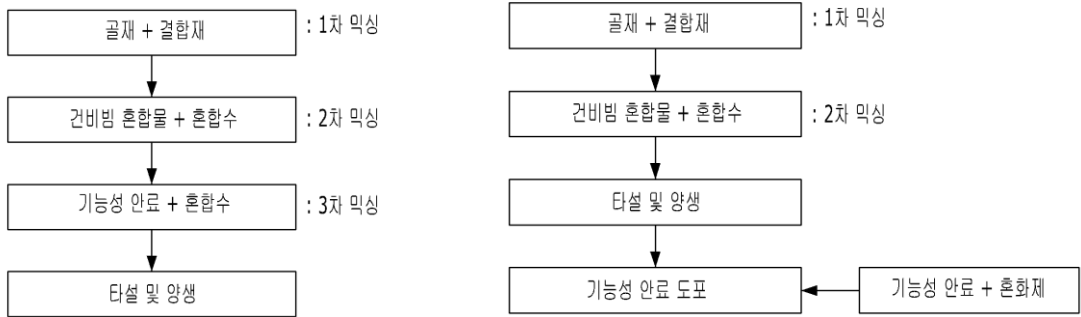 골재 + 결합재
: 1차 믹싱
건비빔 혼합물 + 혼합수
: 2차 믹싱
기능성 안료 + 혼합수
: 3차 믹싱
타설 및 양생
골재 + 결합재
: 1차 믹싱
건비빔 혼합물 + 혼합수
: 2차 믹싱
타설 및 양생
기능성 안료 도포
기능성 안료 + 혼화제